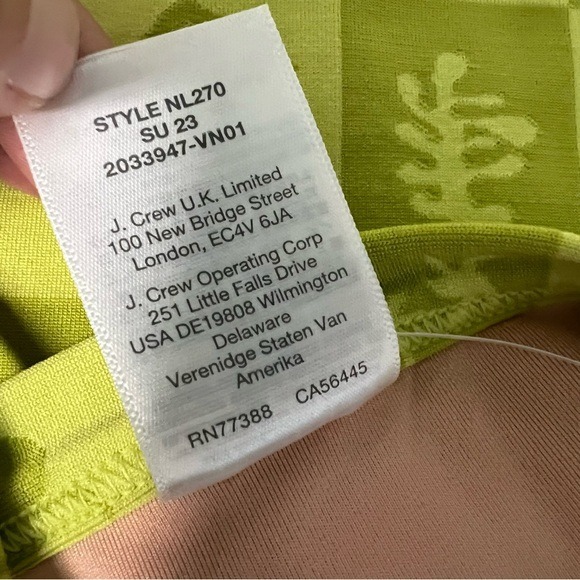 STYLE NL270
SU 23
2033947-VN01
J. Crew U.K. Limited
100 New Bridge Street
London, EC4V 6JA
J. Crew Operating Corp
251 Little Falls Drive
USA DE19808 Wilmington
Delaware
Verenidge Staten Van
Amerika
RN77388 CA56445